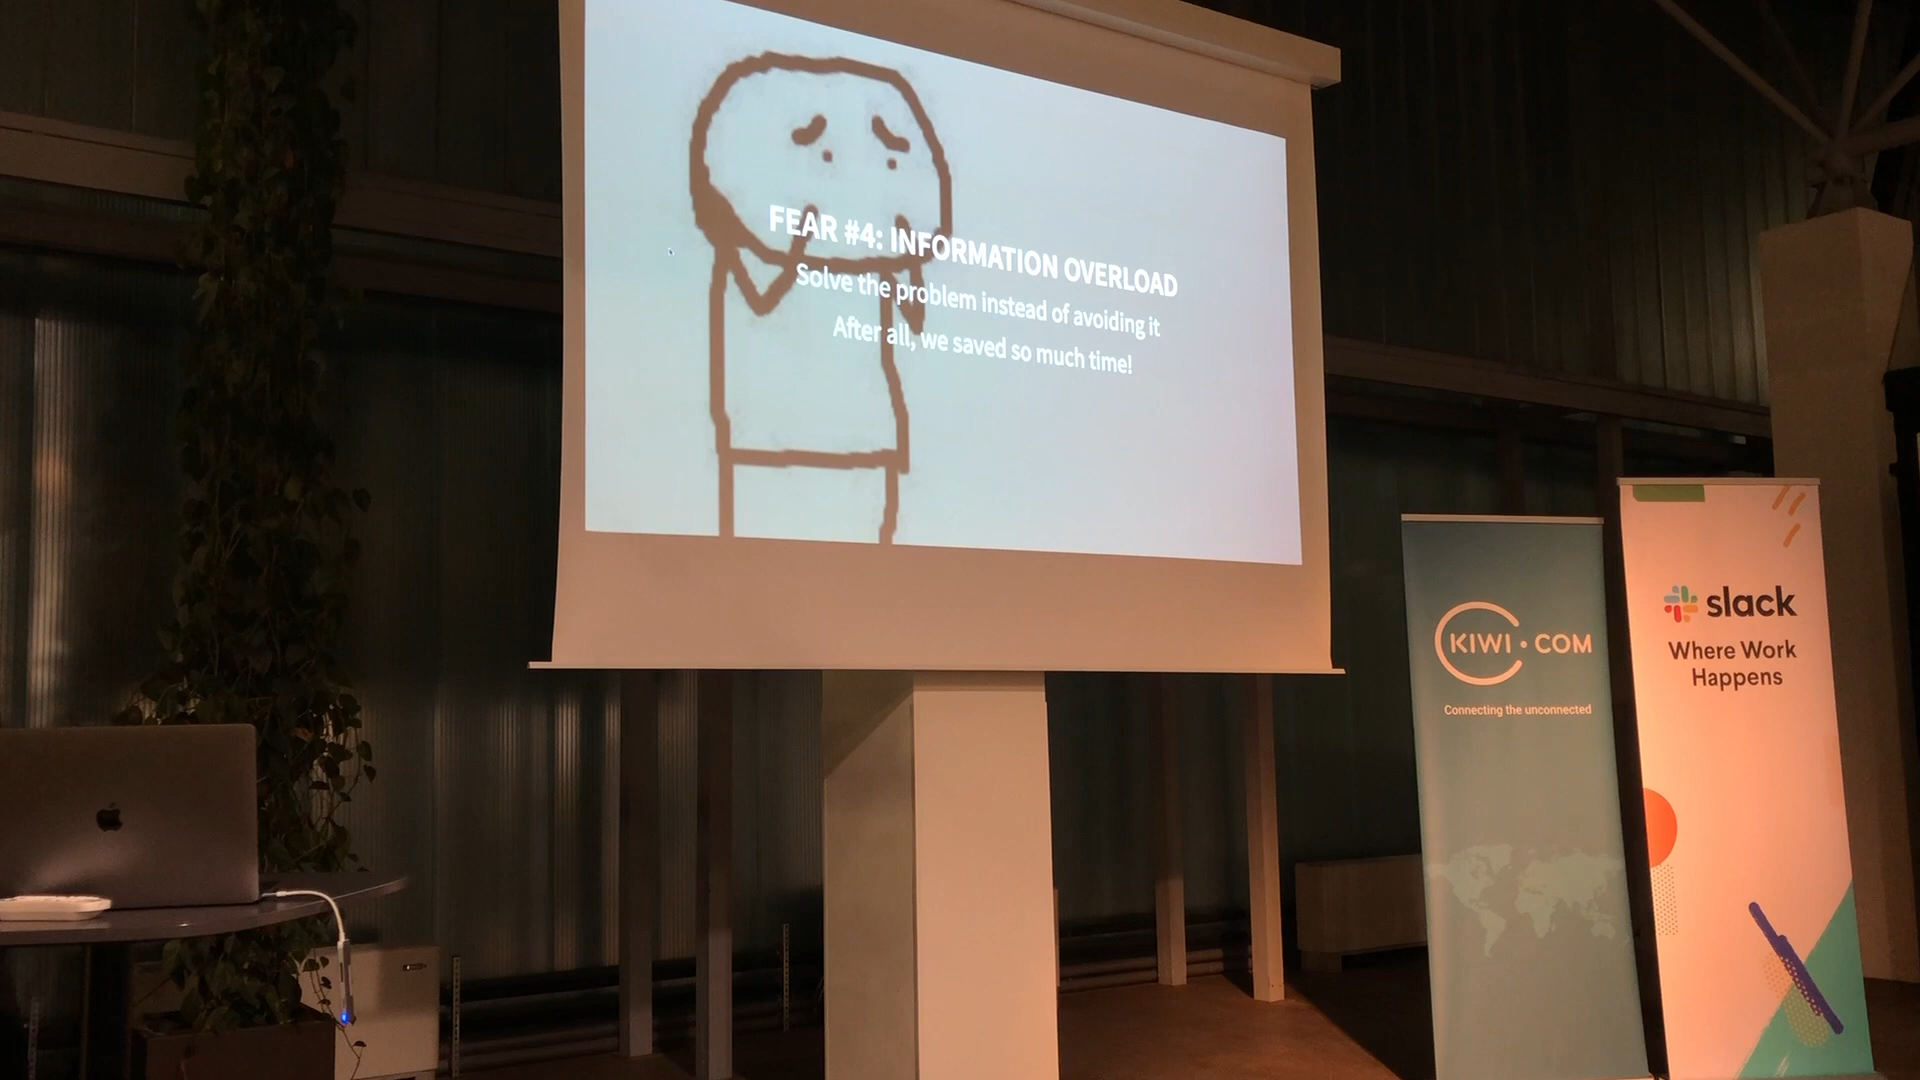 FEAR #4: INFORMATION OVERLOAD
Solve the problem instead of avoiding it
After all, we saved so much time!
KIWI.COM
Connecting the unconnected
slack
Where Work
Happens